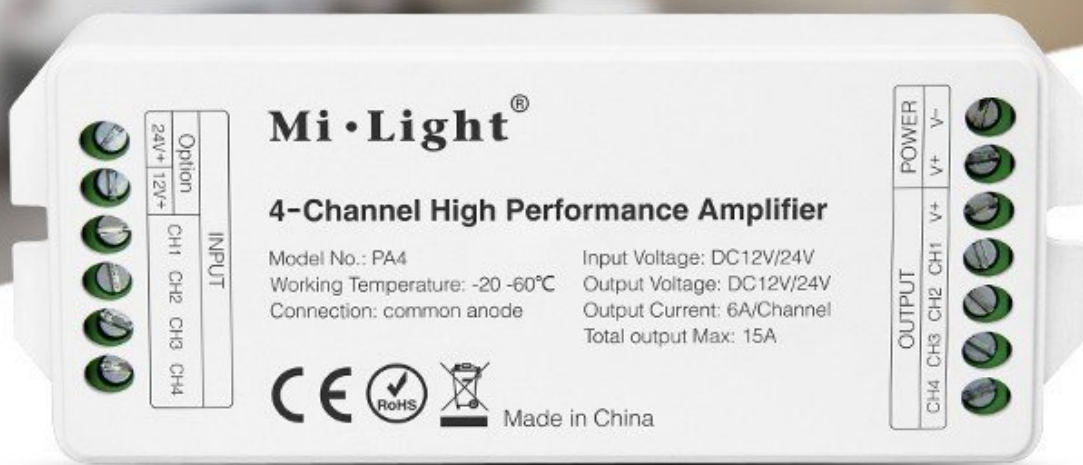 Mi·Light®
4-Channel High Performance Amplifier
Model No.: PA4
Working Temperature: -20 -60℃
Connection: common anode
Input Voltage: DC12V/24V
Output Voltage: DC12V/24V
Output Current: 6A/Channel
Total output Max: 15A
CE
RoHS
Made in China
INPUT
Option
24V+ 12V+
CH1 CH2 CH3 CH4
POWER
V- V+
OUTPUT
V+ CH1 CH2 CH3 CH4